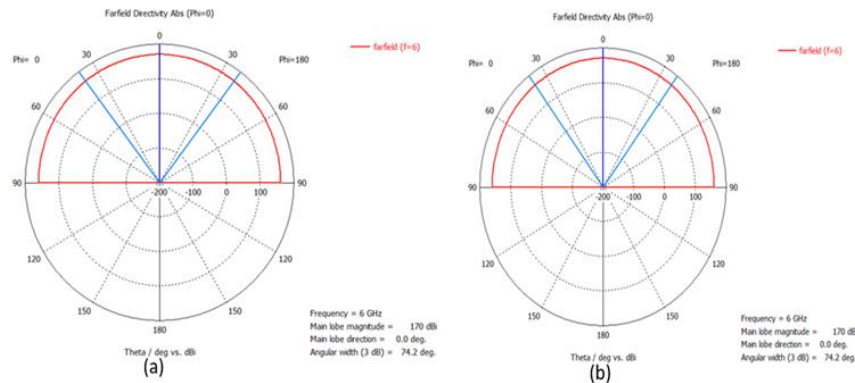 Farfield Directivity Abs (Phi=0)
0
Phi= 0
30
30
Phi=180
farfield (f=6)
60
60
90
-200
-100
0
100
90
120
120
150
150
180
Theta / deg vs. dBi
Frequency = 6 GHz
Main lobe magnitude = 170 dBi
Main lobe direction = 0.0 deg.
Angular width (3 dB) = 74.2 deg.
(a)
Farfield Directivity Abs (Phi=0)
0
Phi= 0
30
30
Phi=180
farfield (f=6)
60
60
90
-200
-100
0
100
90
120
120
150
150
180
Theta / deg vs. dBi
Frequency = 6 GHz
Main lobe magnitude = 170 dBi
Main lobe direction = 0.0 deg.
Angular width (3 dB) = 74.2 deg.
(b)